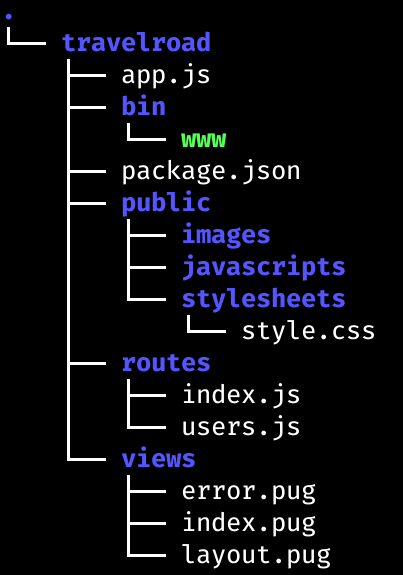 .
└── travelroad
    ├── app.js
    ├── bin
    │   └── www
    ├── package.json
    ├── public
    │   ├── images
    │   ├── javascripts
    │   └── stylesheets
    │       └── style.css
    ├── routes
    │   ├── index.js
    │   └── users.js
    └── views
        ├── error.pug
        ├── index.pug
        └── layout.pug